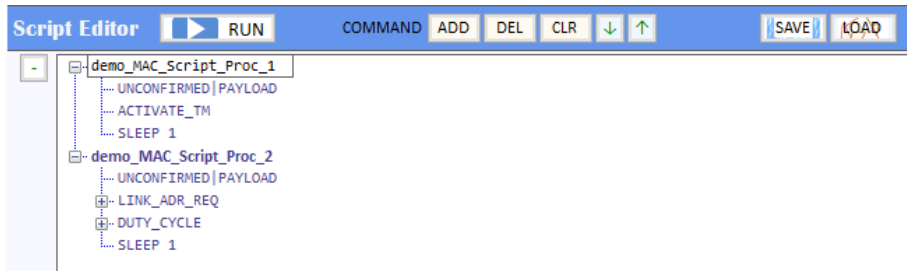 Script Editor RUN COMMAND ADD DEL CLR ↓ ↑ SAVE LOAD
- demo_MAC_Script_Proc_1
UNCONFIRMED|PAYLOAD
ACTIVATE_TM
SLEEP 1
demo_MAC_Script_Proc_2
UNCONFIRMED|PAYLOAD
LINK_ADR_REQ
DUTY_CYCLE
SLEEP 1